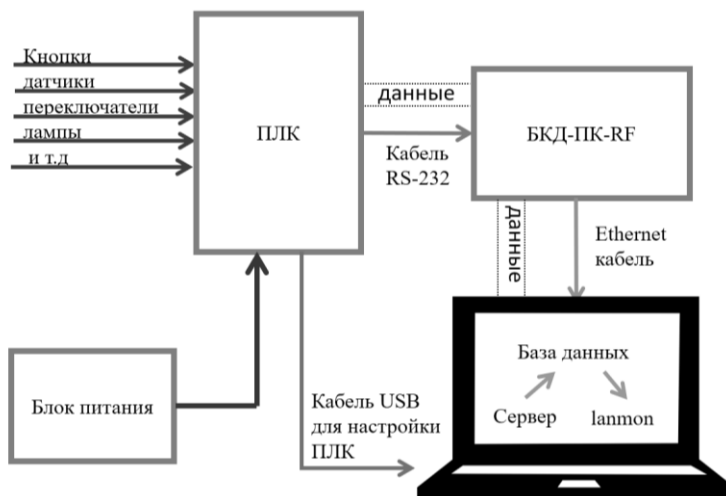 Кнопки
датчики
переключатели
лампы
и т.д
ПЛК
данные
Кабель
RS-232
БКД-ПК-RF
данные
Ethernet
кабель
Блок питания
Кабель USB
для настройки
ПЛК
База данных
Сервер
lanmon